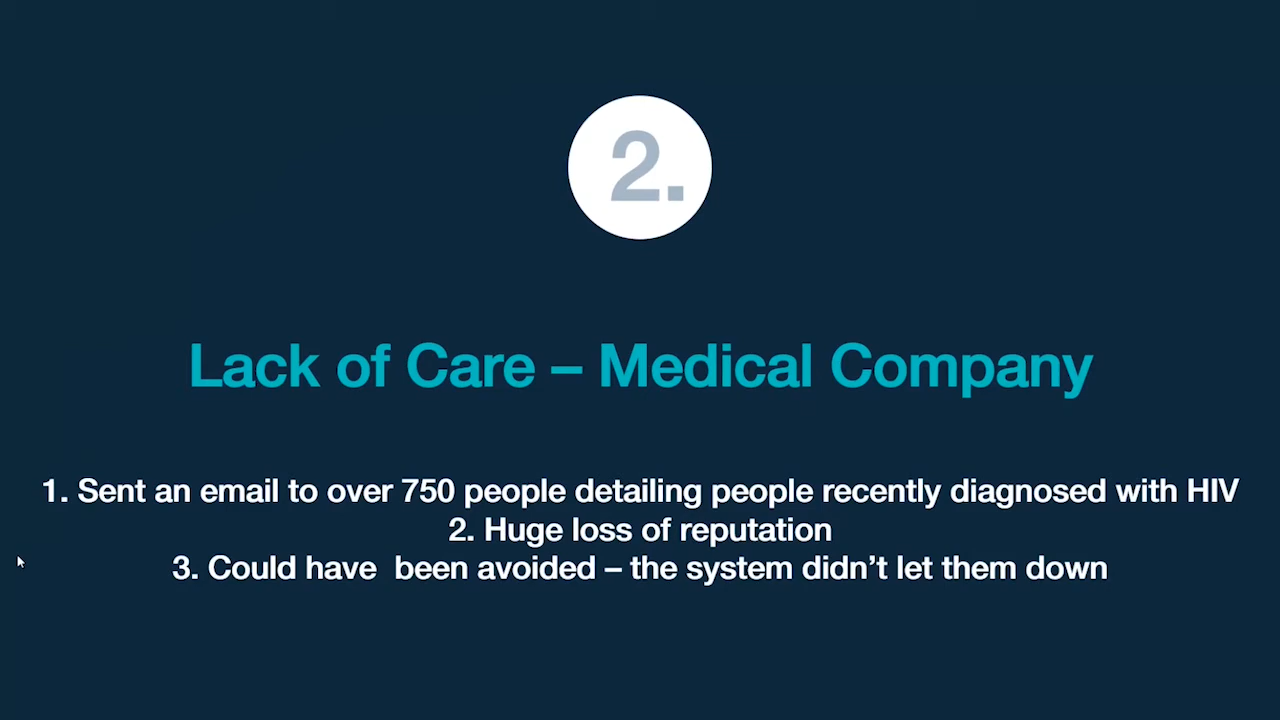 2.
Lack of Care – Medical Company
1. Sent an email to over 750 people detailing people recently diagnosed with HIV
2. Huge loss of reputation
3. Could have  been avoided – the system didn’t let them down